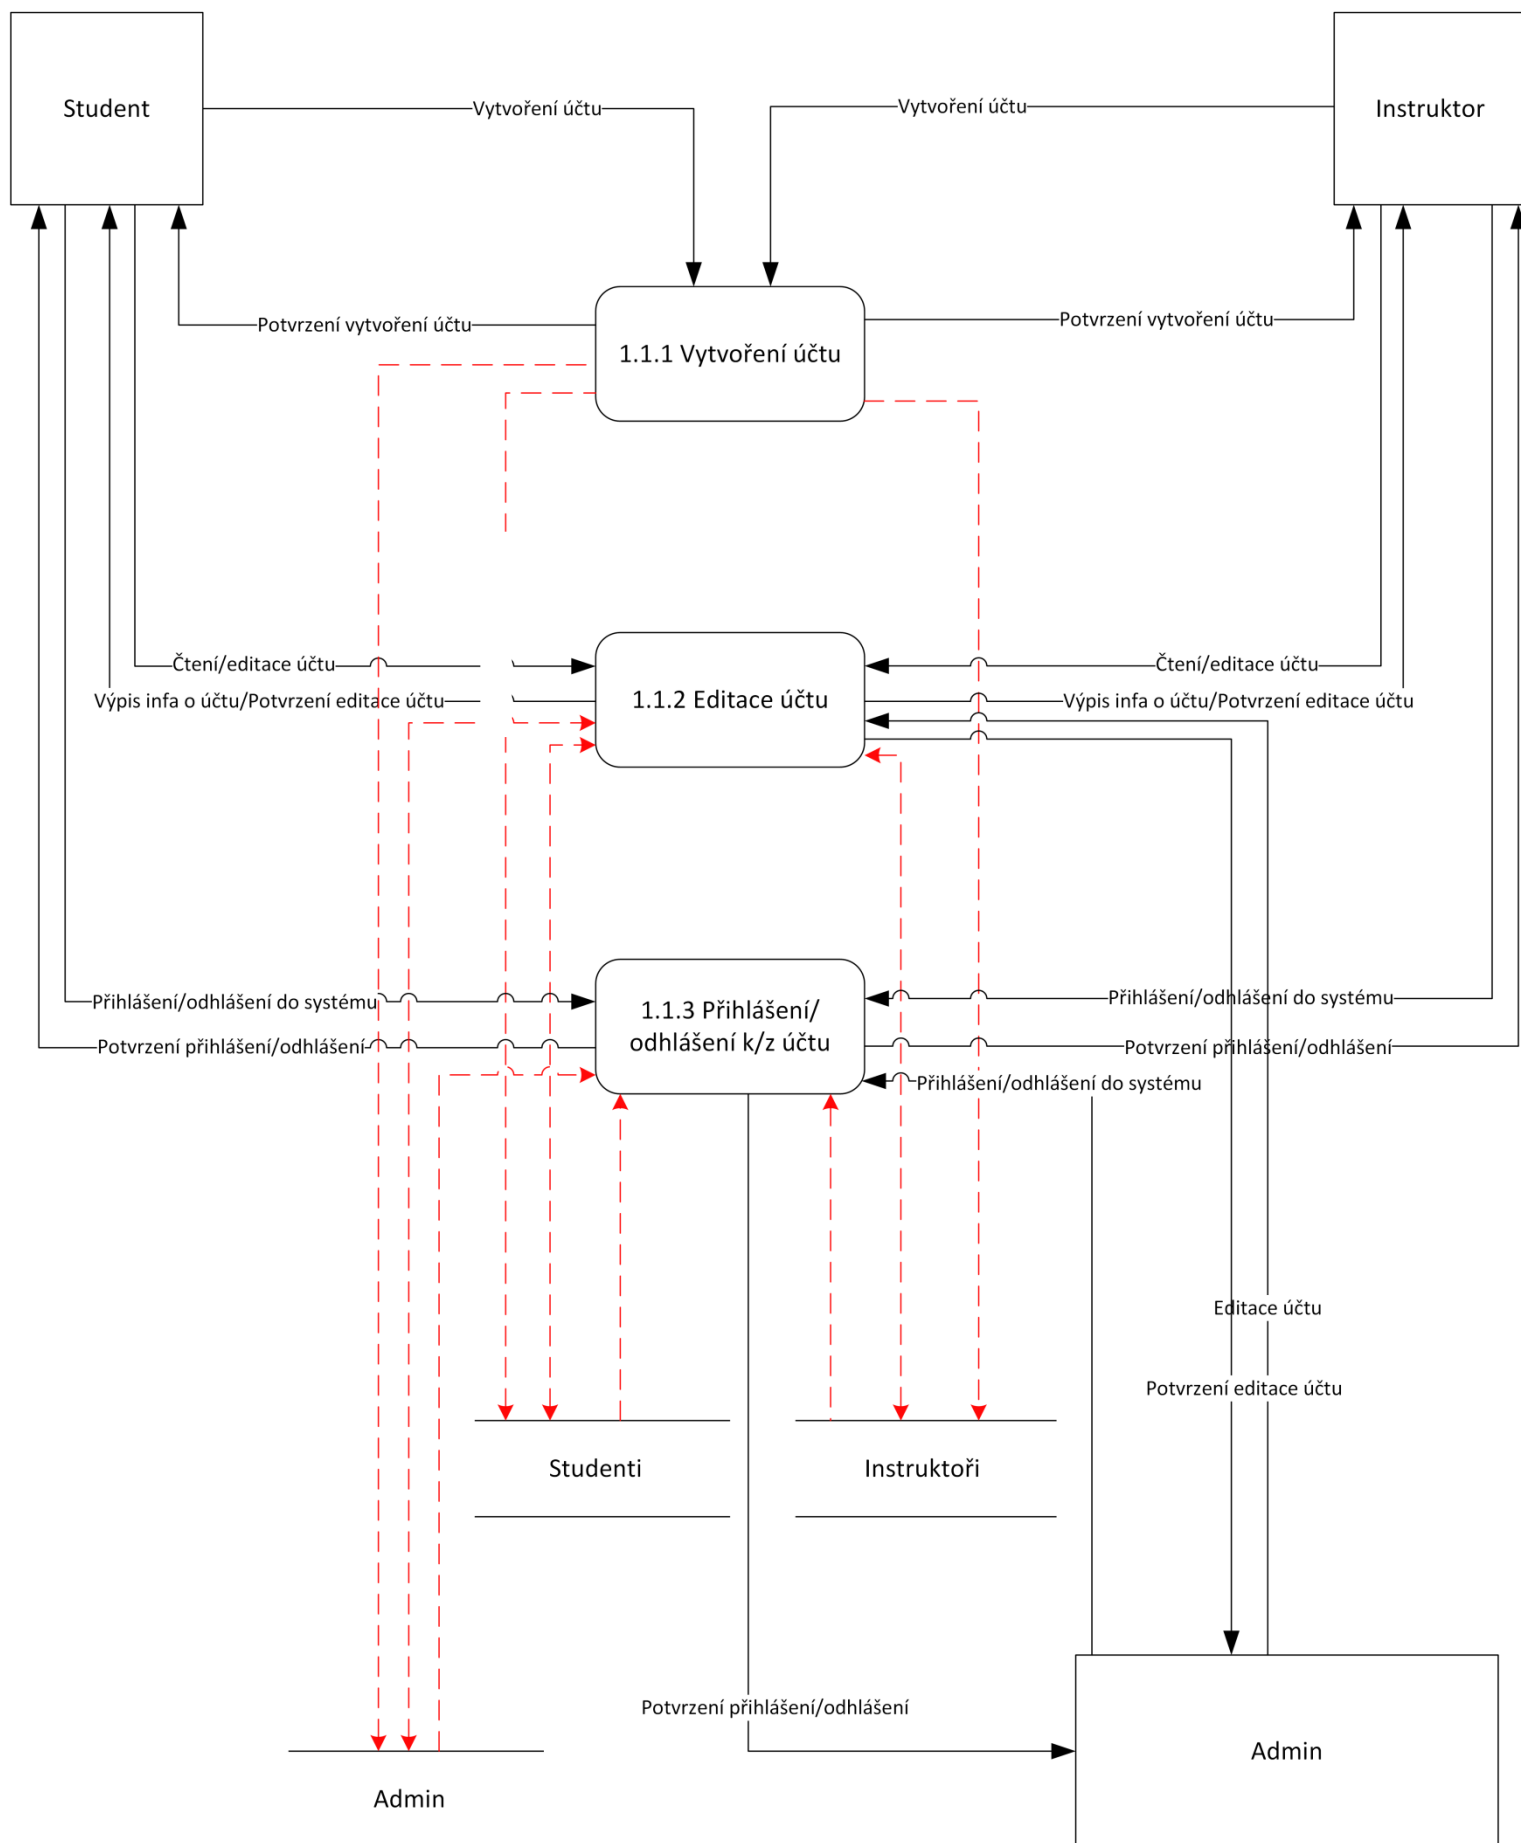 Student
Vytvoření účtu
Vytvoření účtu
Instruktor
Potvrzení vytvoření účtu
Potvrzení vytvoření účtu
1.1.1 Vytvoření účtu
Čtení/editace účtu
Čtení/editace účtu
Výpis infa o účtu/Potvrzení editace účtu
1.1.2 Editace účtu
Výpis infa o účtu/Potvrzení editace účtu
Přihlášení/odhlášení do systému
1.1.3 Přihlášení/
odhlášení k/z účtu
Přihlášení/odhlášení do systému
Potvrzení přihlášení/odhlášení
Potvrzení přihlášení/odhlášení
Přihlášení/odhlášení do systému
Editace účtu
Potvrzení editace účtu
Studenti
Instruktoři
Potvrzení přihlášení/odhlášení
Admin
Admin